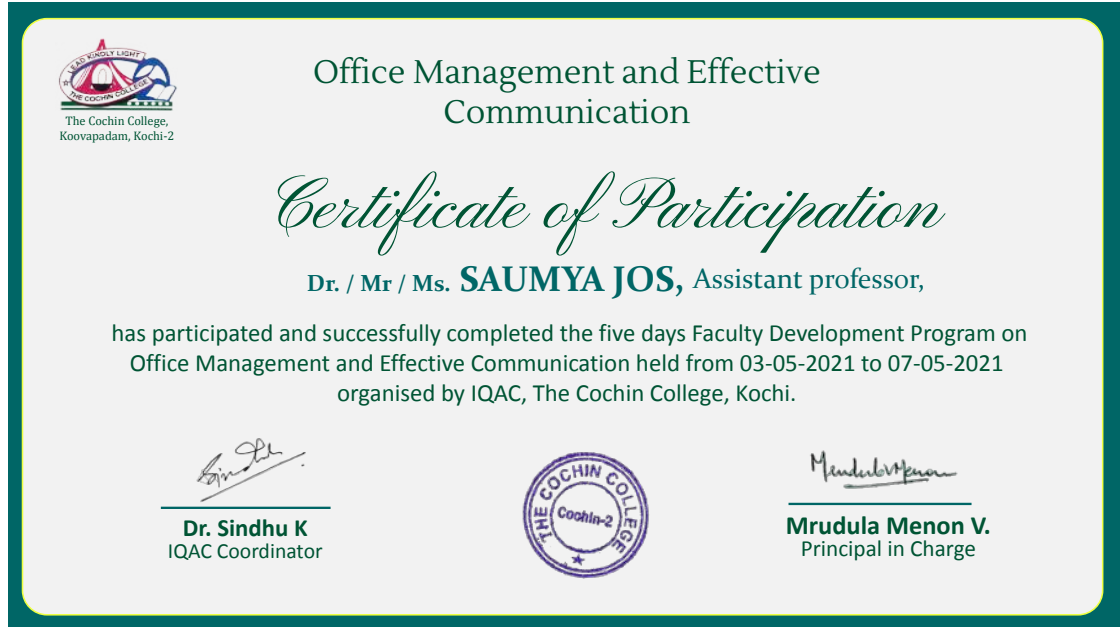 LEAD KINDLY LIGHT
THE COCHIN COLLEGE
The Cochin College,
Koovapadam, Kochi-2
Office Management and Effective
Communication
Certificate of Participation
Dr. / Mr / Ms. SAUMYA JOS, Assistant professor,
has participated and successfully completed the five days Faculty Development Program on
Office Management and Effective Communication held from 03-05-2021 to 07-05-2021
organised by IQAC, The Cochin College, Kochi.
Sindhu
Dr. Sindhu K
IQAC Coordinator
THE COCHIN COLLEGE
Cochin-2
MrudulaVMenon
Mrudula Menon V.
Principal in Charge